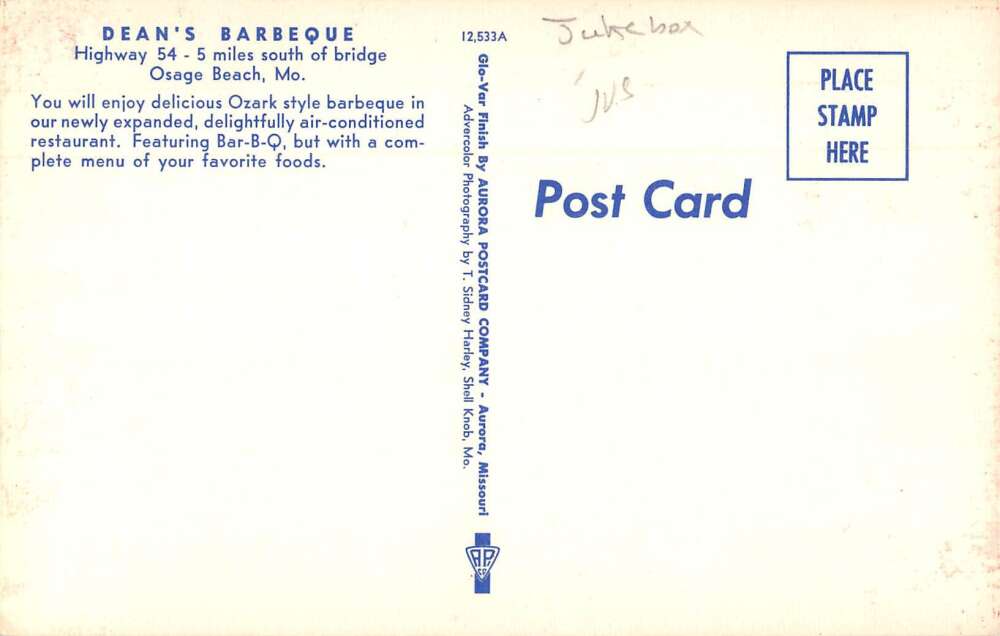 DEAN'S BARBEQUE
Highway 54 - 5 miles south of bridge
Osage Beach, Mo.
You will enjoy delicious Ozark style barbeque in
our newly expanded, delightfully air-conditioned
restaurant. Featuring Bar-B-Q, but with a com-
plete menu of your favorite foods.
12,533A
Glo-Var Finish By AURORA POSTCARD COMPANY - Aurora, Missouri
Advercolor Photography by T. Sidney Harley, Shell Knob, Mo.
A.P.
CO.
Jukebox
PLACE
STAMP
HERE
Post Card